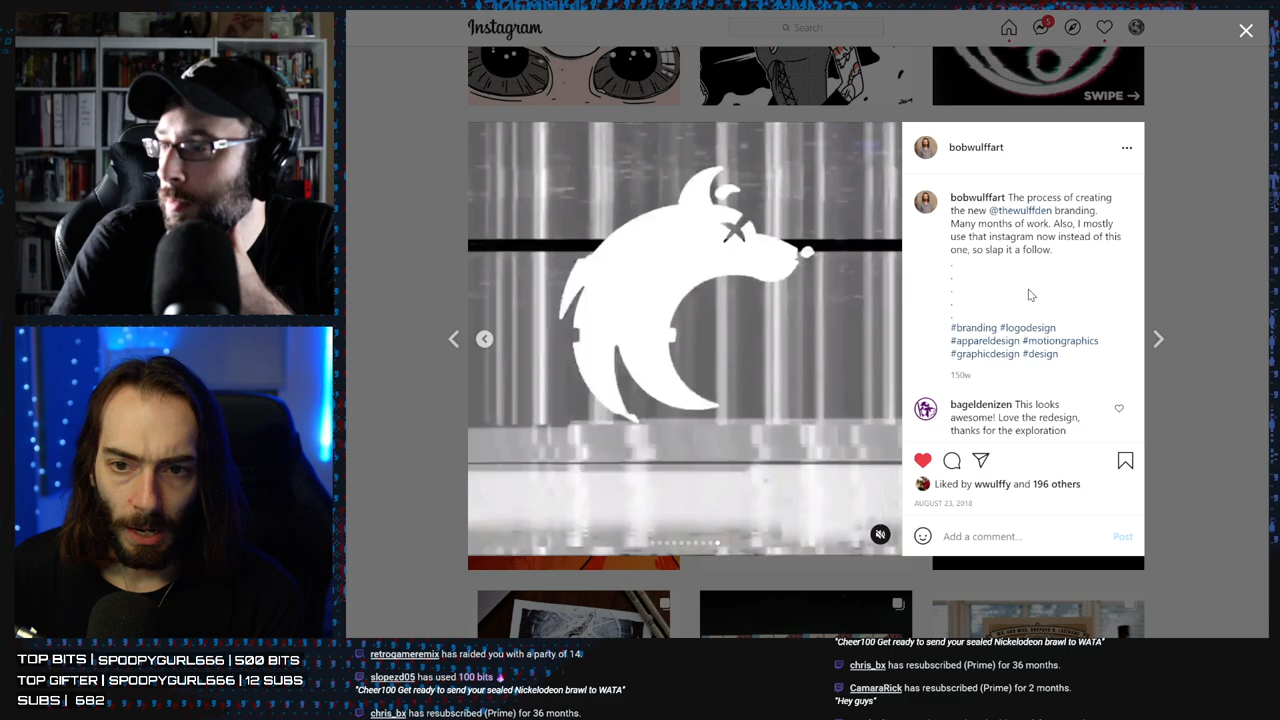 Instagram
Search
5
SWIPE →
bobwulffart
bobwulffart The process of creating
the new @thewulffden branding.
Many months of work. Also, I mostly
use that instagram now instead of this
one, so slap it a follow.
.
.
.
.
.
#branding #logodesign
#appareldesign #motiongraphics
#graphicdesign #design
150w
bageldenizen This looks
awesome! Love the redesign,
thanks for the exploration
Liked by wwulffy and 196 others
AUGUST 23, 2018
Add a comment...
Post
TOP BITS | SPOOPYGURL666 | 500 BITS
TOP GIFTER | SPOOPYGURL666 | 12 SUBS
SUBS | 682
retrogameremix has raided you with a party of 14.
slopezd05 has used 100 bits
"Cheer100 Get ready to send your sealed Nickelodeon brawl to WATA"
chris_bx has resubscribed (Prime) for 36 months.
"Cheer100 Get ready to send your sealed Nickelodeon brawl to WATA"
chris_bx has resubscribed (Prime) for 36 months.
CamaraRick has resubscribed (Prime) for 2 months.
"Hey guys"